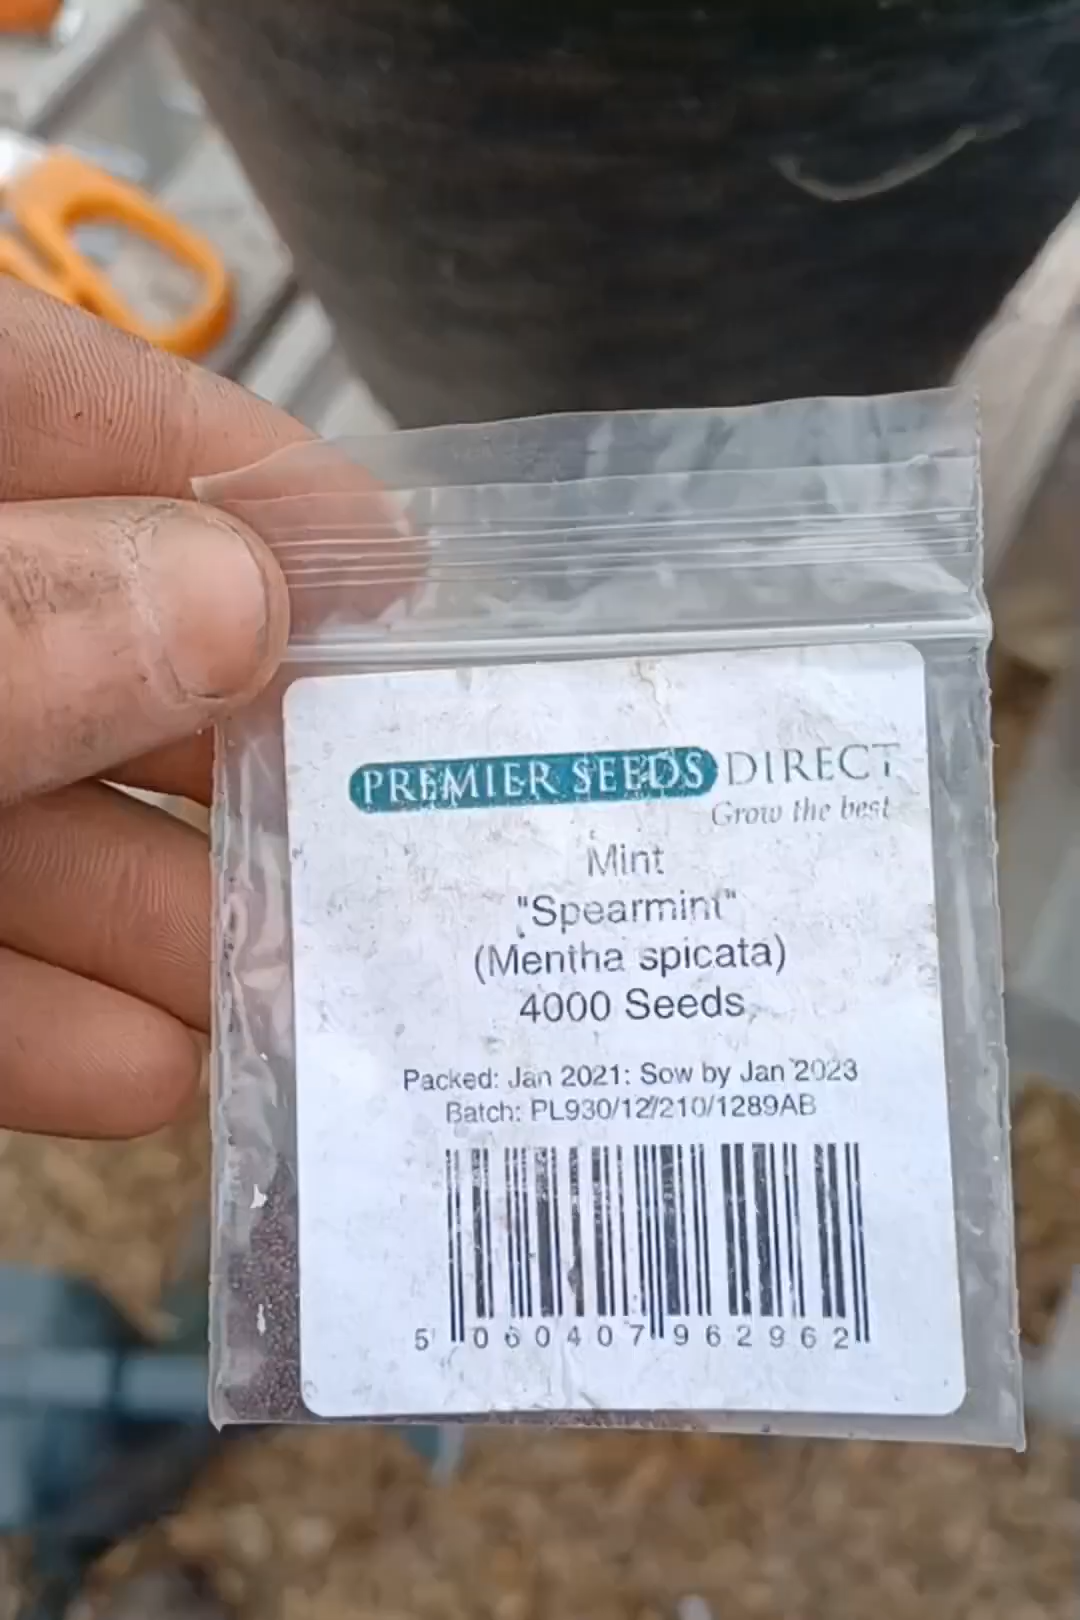 PREMIER SEEDS DIRECT
Grow the best
Mint
"Spearmint"
(Mentha spicata)
4000 Seeds
Packed: Jan 2021: Sow by Jan 2023
Batch: PL930/12/210/1289AB
5 060407 962962